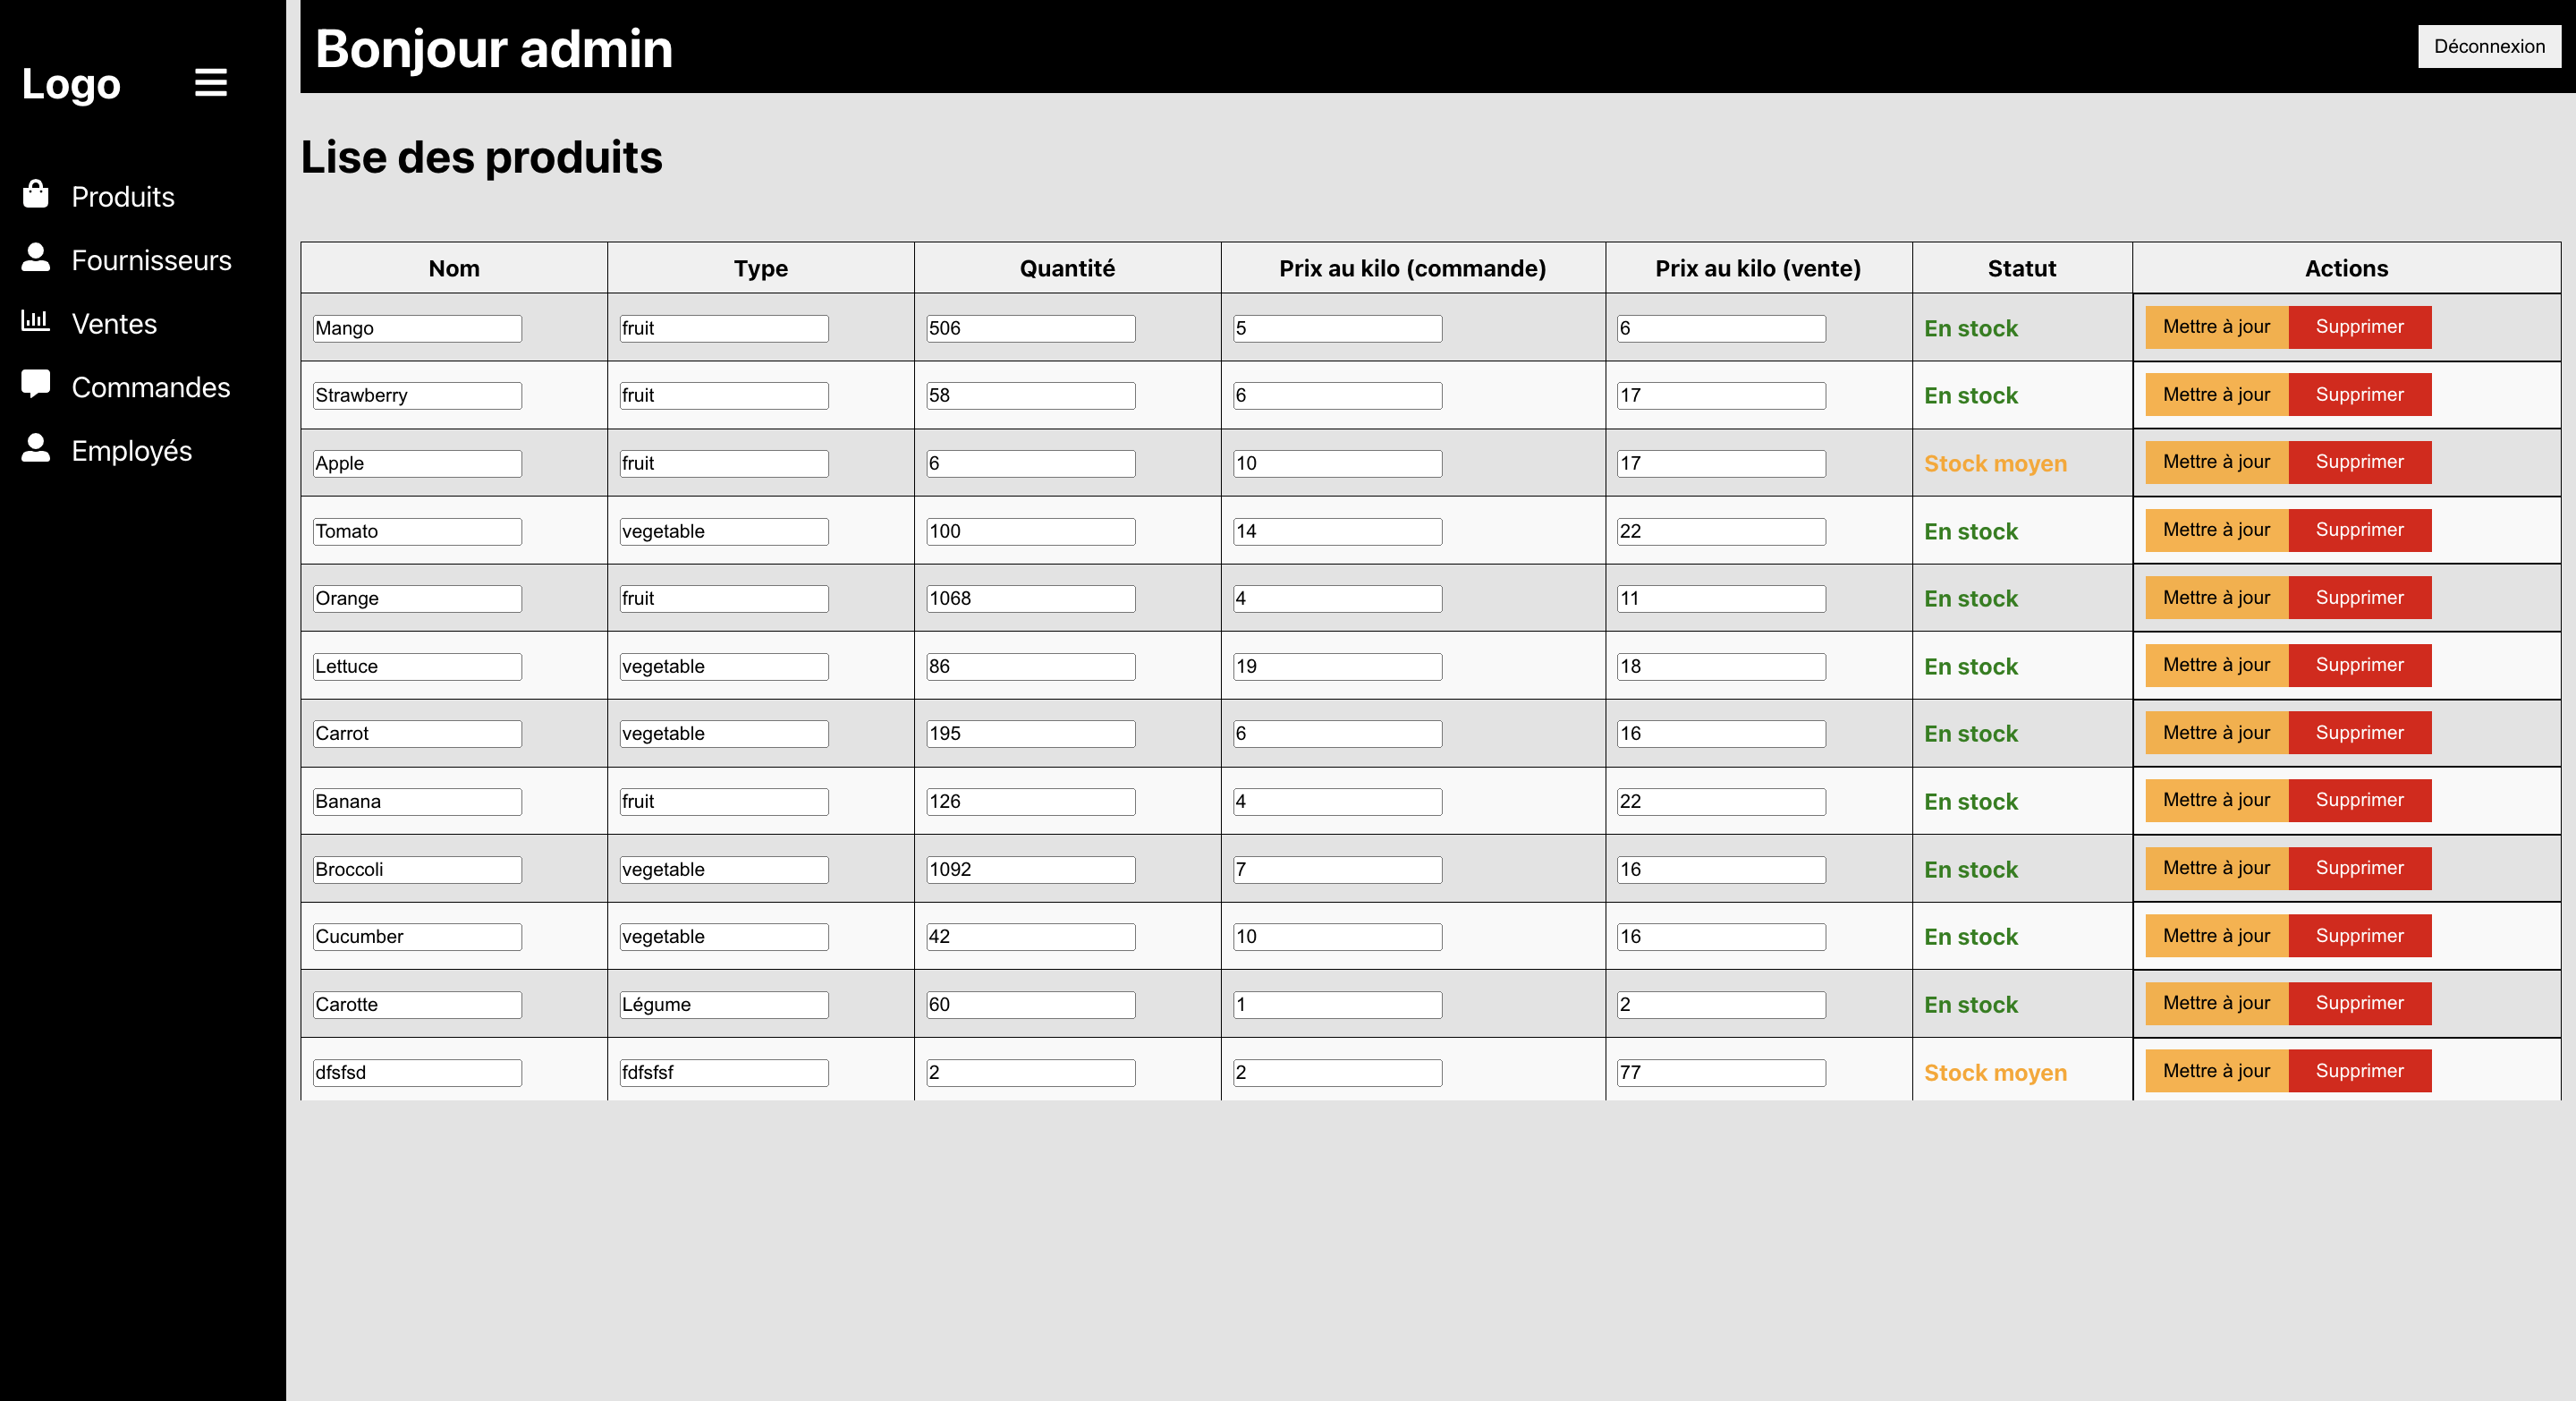 Logo
Produits
Fournisseurs
Ventes
Commandes
Employés
Bonjour admin
Déconnexion
Lise des produits
Nom Type Quantité Prix au kilo (commande) Prix au kilo (vente) Statut Actions
Mango fruit 506 5 6 En stock Mettre à jour Supprimer
Strawberry fruit 58 6 17 En stock Mettre à jour Supprimer
Apple fruit 6 10 17 Stock moyen Mettre à jour Supprimer
Tomato vegetable 100 14 22 En stock Mettre à jour Supprimer
Orange fruit 1068 4 11 En stock Mettre à jour Supprimer
Lettuce vegetable 86 19 18 En stock Mettre à jour Supprimer
Carrot vegetable 195 6 16 En stock Mettre à jour Supprimer
Banana fruit 126 4 22 En stock Mettre à jour Supprimer
Broccoli vegetable 1092 7 16 En stock Mettre à jour Supprimer
Cucumber vegetable 42 10 16 En stock Mettre à jour Supprimer
Carotte Légume 60 1 2 En stock Mettre à jour Supprimer
dfsfsd fdfsfsf 2 2 77 Stock moyen Mettre à jour Supprimer